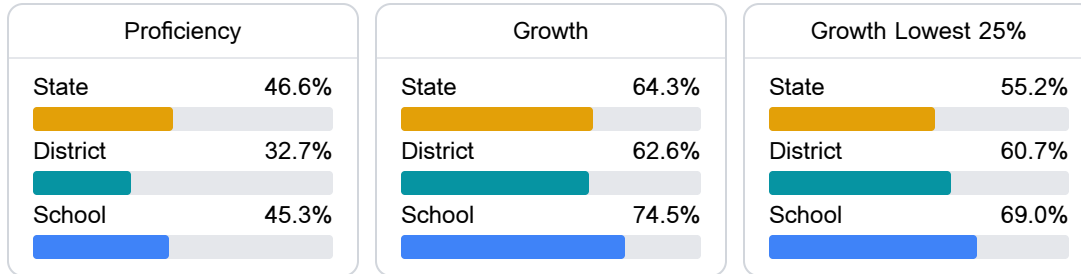 Proficiency
State 46.6%
District 32.7%
School 45.3%
Growth
State 64.3%
District 62.6%
School 74.5%
Growth Lowest 25%
State 55.2%
District 60.7%
School 69.0%